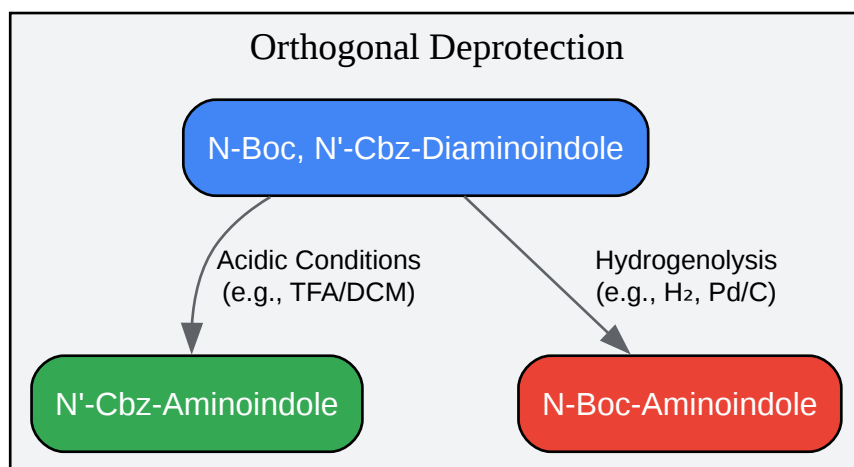 Orthogonal Deprotection
N-Boc, N'-Cbz-Diaminoindole
Acidic Conditions
(e.g., TFA/DCM)
Hydrogenolysis
(e.g., H₂, Pd/C)
N'-Cbz-Aminoindole
N-Boc-Aminoindole